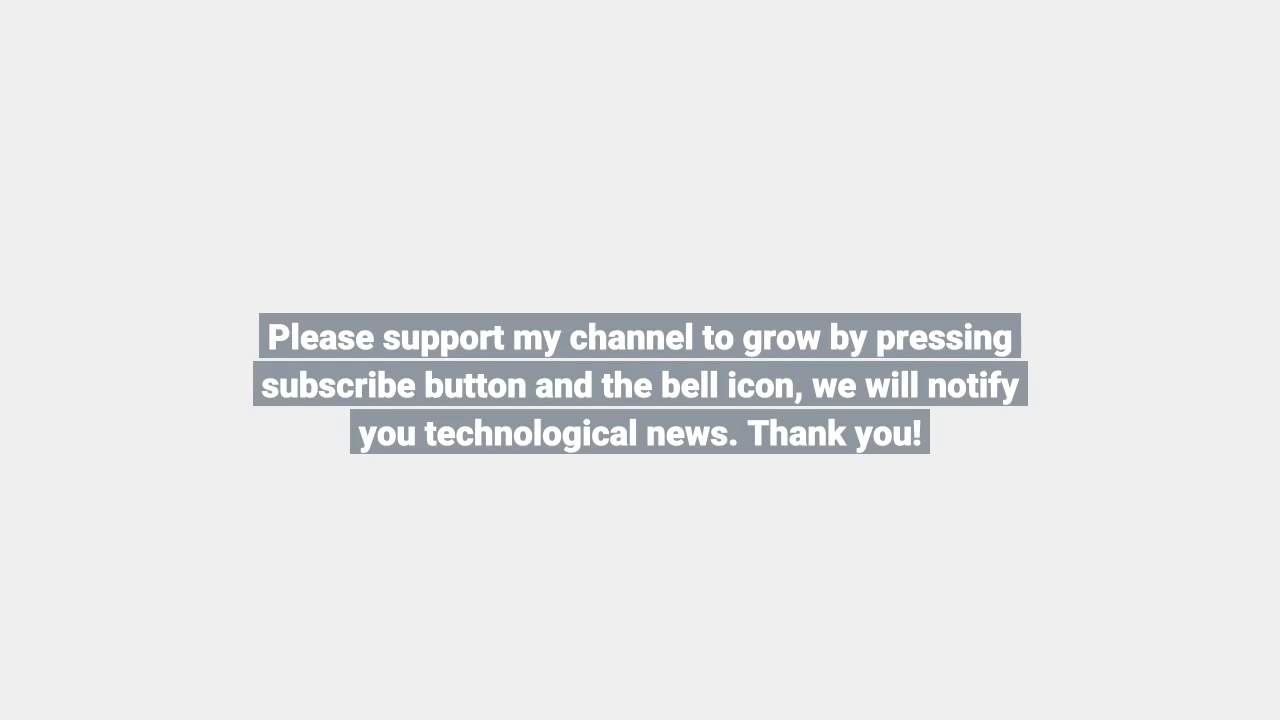 Please support my channel to grow by pressing
subscribe button and the bell icon, we will notify
you technological news. Thank you!